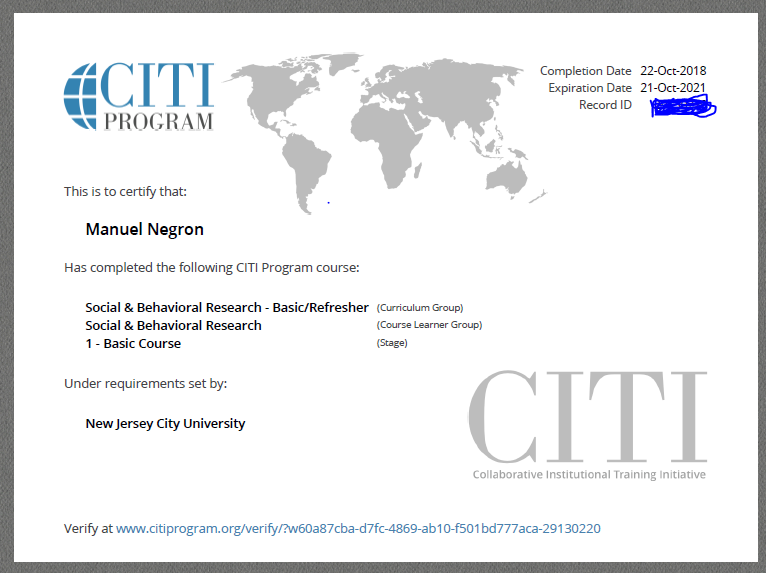 CITI
PROGRAM
Completion Date 22-Oct-2018
Expiration Date 21-Oct-2021
Record ID
This is to certify that:
Manuel Negron
Has completed the following CITI Program course:
Social & Behavioral Research - Basic/Refresher (Curriculum Group)
Social & Behavioral Research (Course Learner Group)
1 - Basic Course (Stage)
Under requirements set by:
New Jersey City University
CITI
Collaborative Institutional Training Initiative
Verify at www.citiprogram.org/verify/?w60a87cba-d7fc-4869-ab10-f501bd777aca-29130220